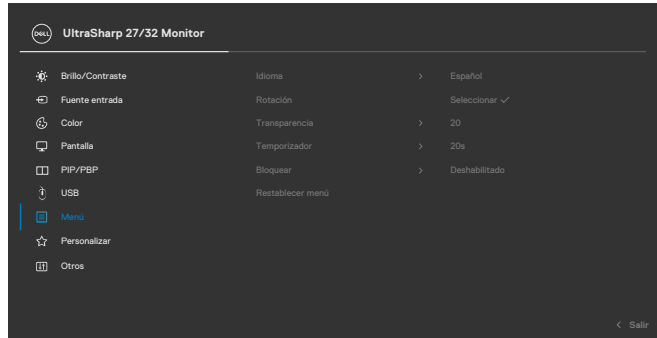 DELL UltraSharp 27/32 Monitor
Brillo/Contraste Idioma > Español
Fuente entrada Rotación Seleccionar ✓
Color Transparencia > 20
Pantalla Temporizador > 20s
PIP/PBP Bloquear > Deshabilitado
USB Restablecer menú
Menú
Personalizar
Otros
< Salir